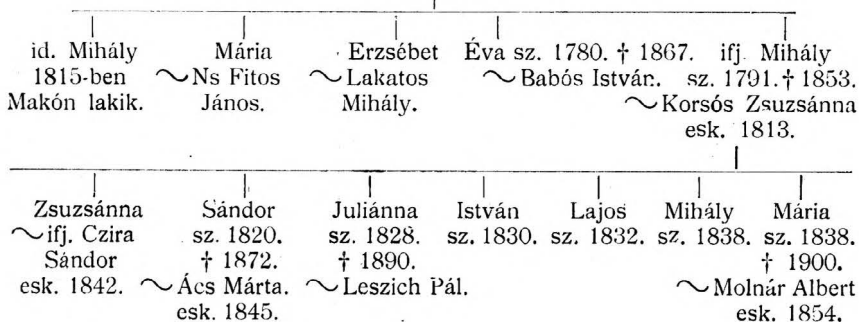 id. Mihály Mária Erzsébet Éva sz. 1780. † 1867. ifj. Mihály
1815-ben ~Ns Fitos ~Lakatos ~Babós István. sz. 1791. † 1853.
Makón lakik. János. Mihály. ~Korsós Zsuzsánna
esk. 1813.
Zsuzsánna Sándor Juliánna István Lajos Mihály Mária
~ifj. Czira sz. 1820. sz. 1828. sz. 1830. sz. 1832. sz. 1838. sz. 1838.
Sándor † 1872. † 1890. † 1900.
esk. 1842. ~Ács Márta. ~Leszich Pál. ~Molnár Albert
esk. 1845. esk. 1854.